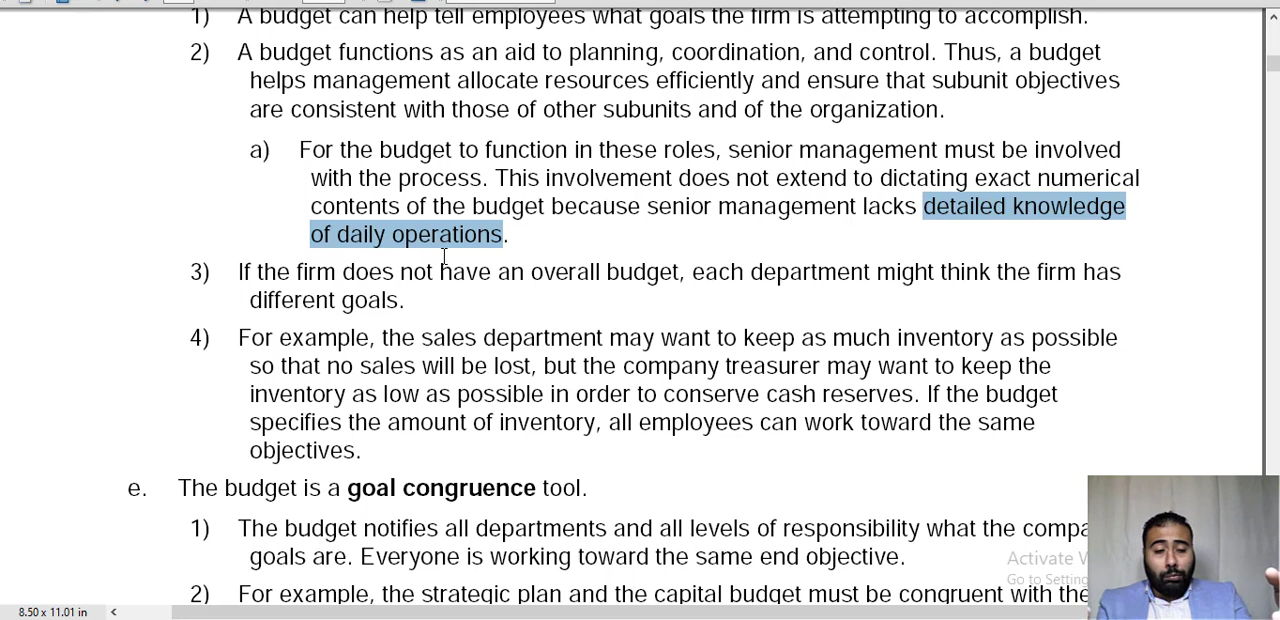 1) A budget can help tell employees what goals the firm is attempting to accomplish.
2) A budget functions as an aid to planning, coordination, and control. Thus, a budget
helps management allocate resources efficiently and ensure that subunit objectives
are consistent with those of other subunits and of the organization.
a) For the budget to function in these roles, senior management must be involved
with the process. This involvement does not extend to dictating exact numerical
contents of the budget because senior management lacks detailed knowledge
of daily operations.
3) If the firm does not have an overall budget, each department might think the firm has
different goals.
4) For example, the sales department may want to keep as much inventory as possible
so that no sales will be lost, but the company treasurer may want to keep the
inventory as low as possible in order to conserve cash reserves. If the budget
specifies the amount of inventory, all employees can work toward the same
objectives.
e. The budget is a goal congruence tool.
1) The budget notifies all departments and all levels of responsibility what the compa
goals are. Everyone is working toward the same end objective.
Activate
Go to Setting
2) For example, the strategic plan and the capital budget must be congruent with the
8.50 x 11.01 in